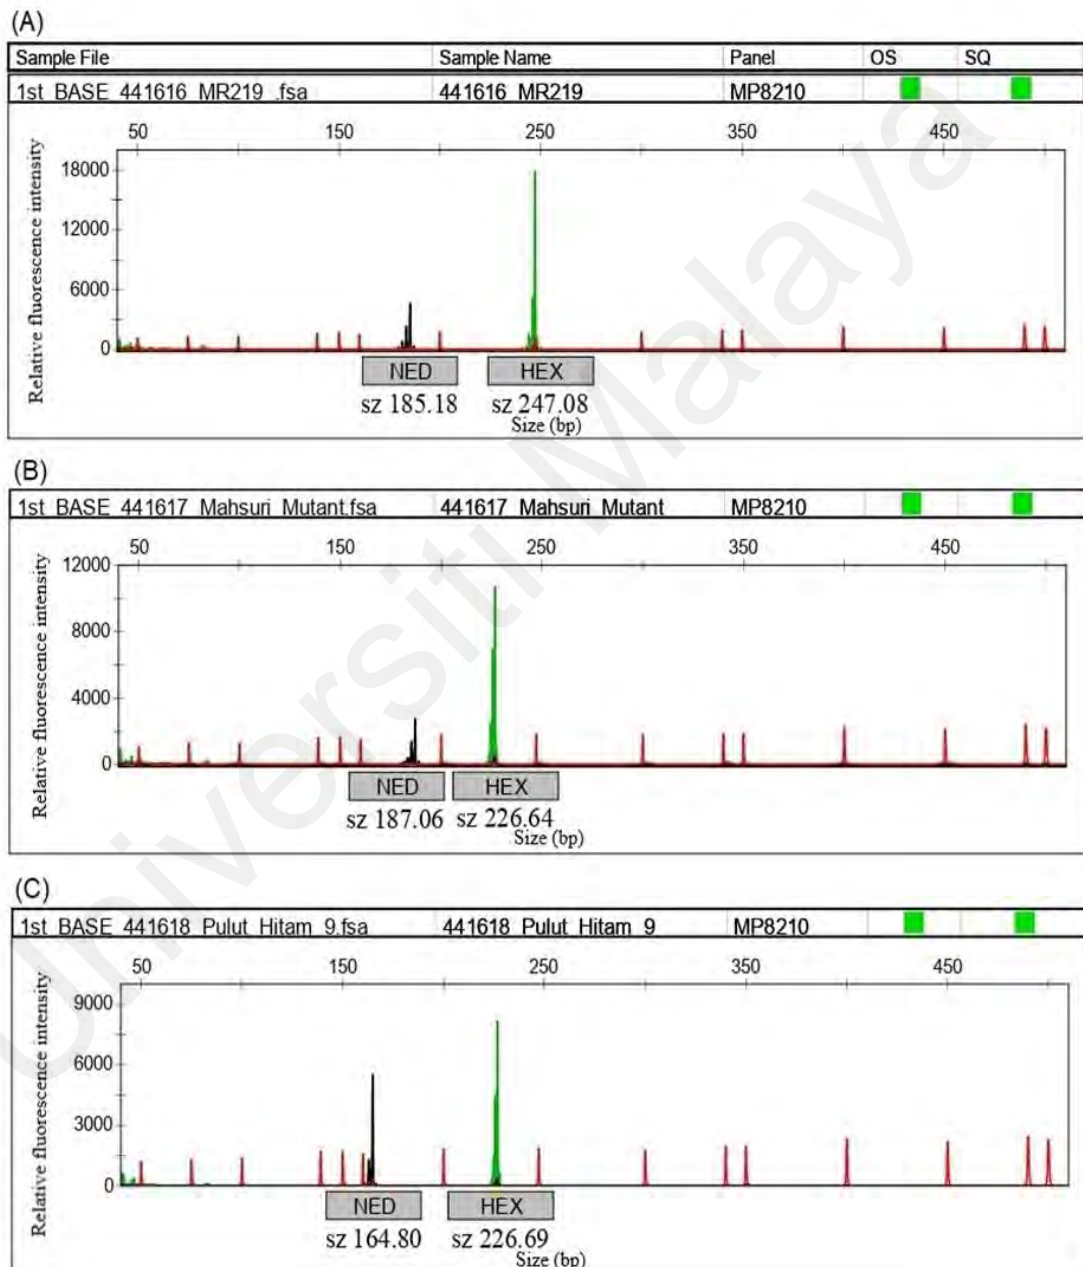 (A)
Sample File Sample Name Panel OS SQ
1st_BASE_441616_MR219_.fsa 441616_MR219 MP8210
50 150 250 350 450
18000
12000
6000
0
Relative fluorescence intensity
NED HEX
sz 185.18 sz 247.08
Size (bp)
(B)
1st_BASE_441617_Mahsuri_Mutant.fsa 441617_Mahsuri_Mutant MP8210
50 150 250 350 450
12000
8000
4000
0
Relative fluorescence intensity
NED HEX
sz 187.06 sz 226.64
Size (bp)
(C)
1st_BASE_441618_Pulut_Hitam_9.fsa 441618_Pulut_Hitam_9 MP8210
50 150 250 350 450
9000
6000
3000
0
Relative fluorescence intensity
NED HEX
sz 164.80 sz 226.69
Size (bp)
Universiti Malaya